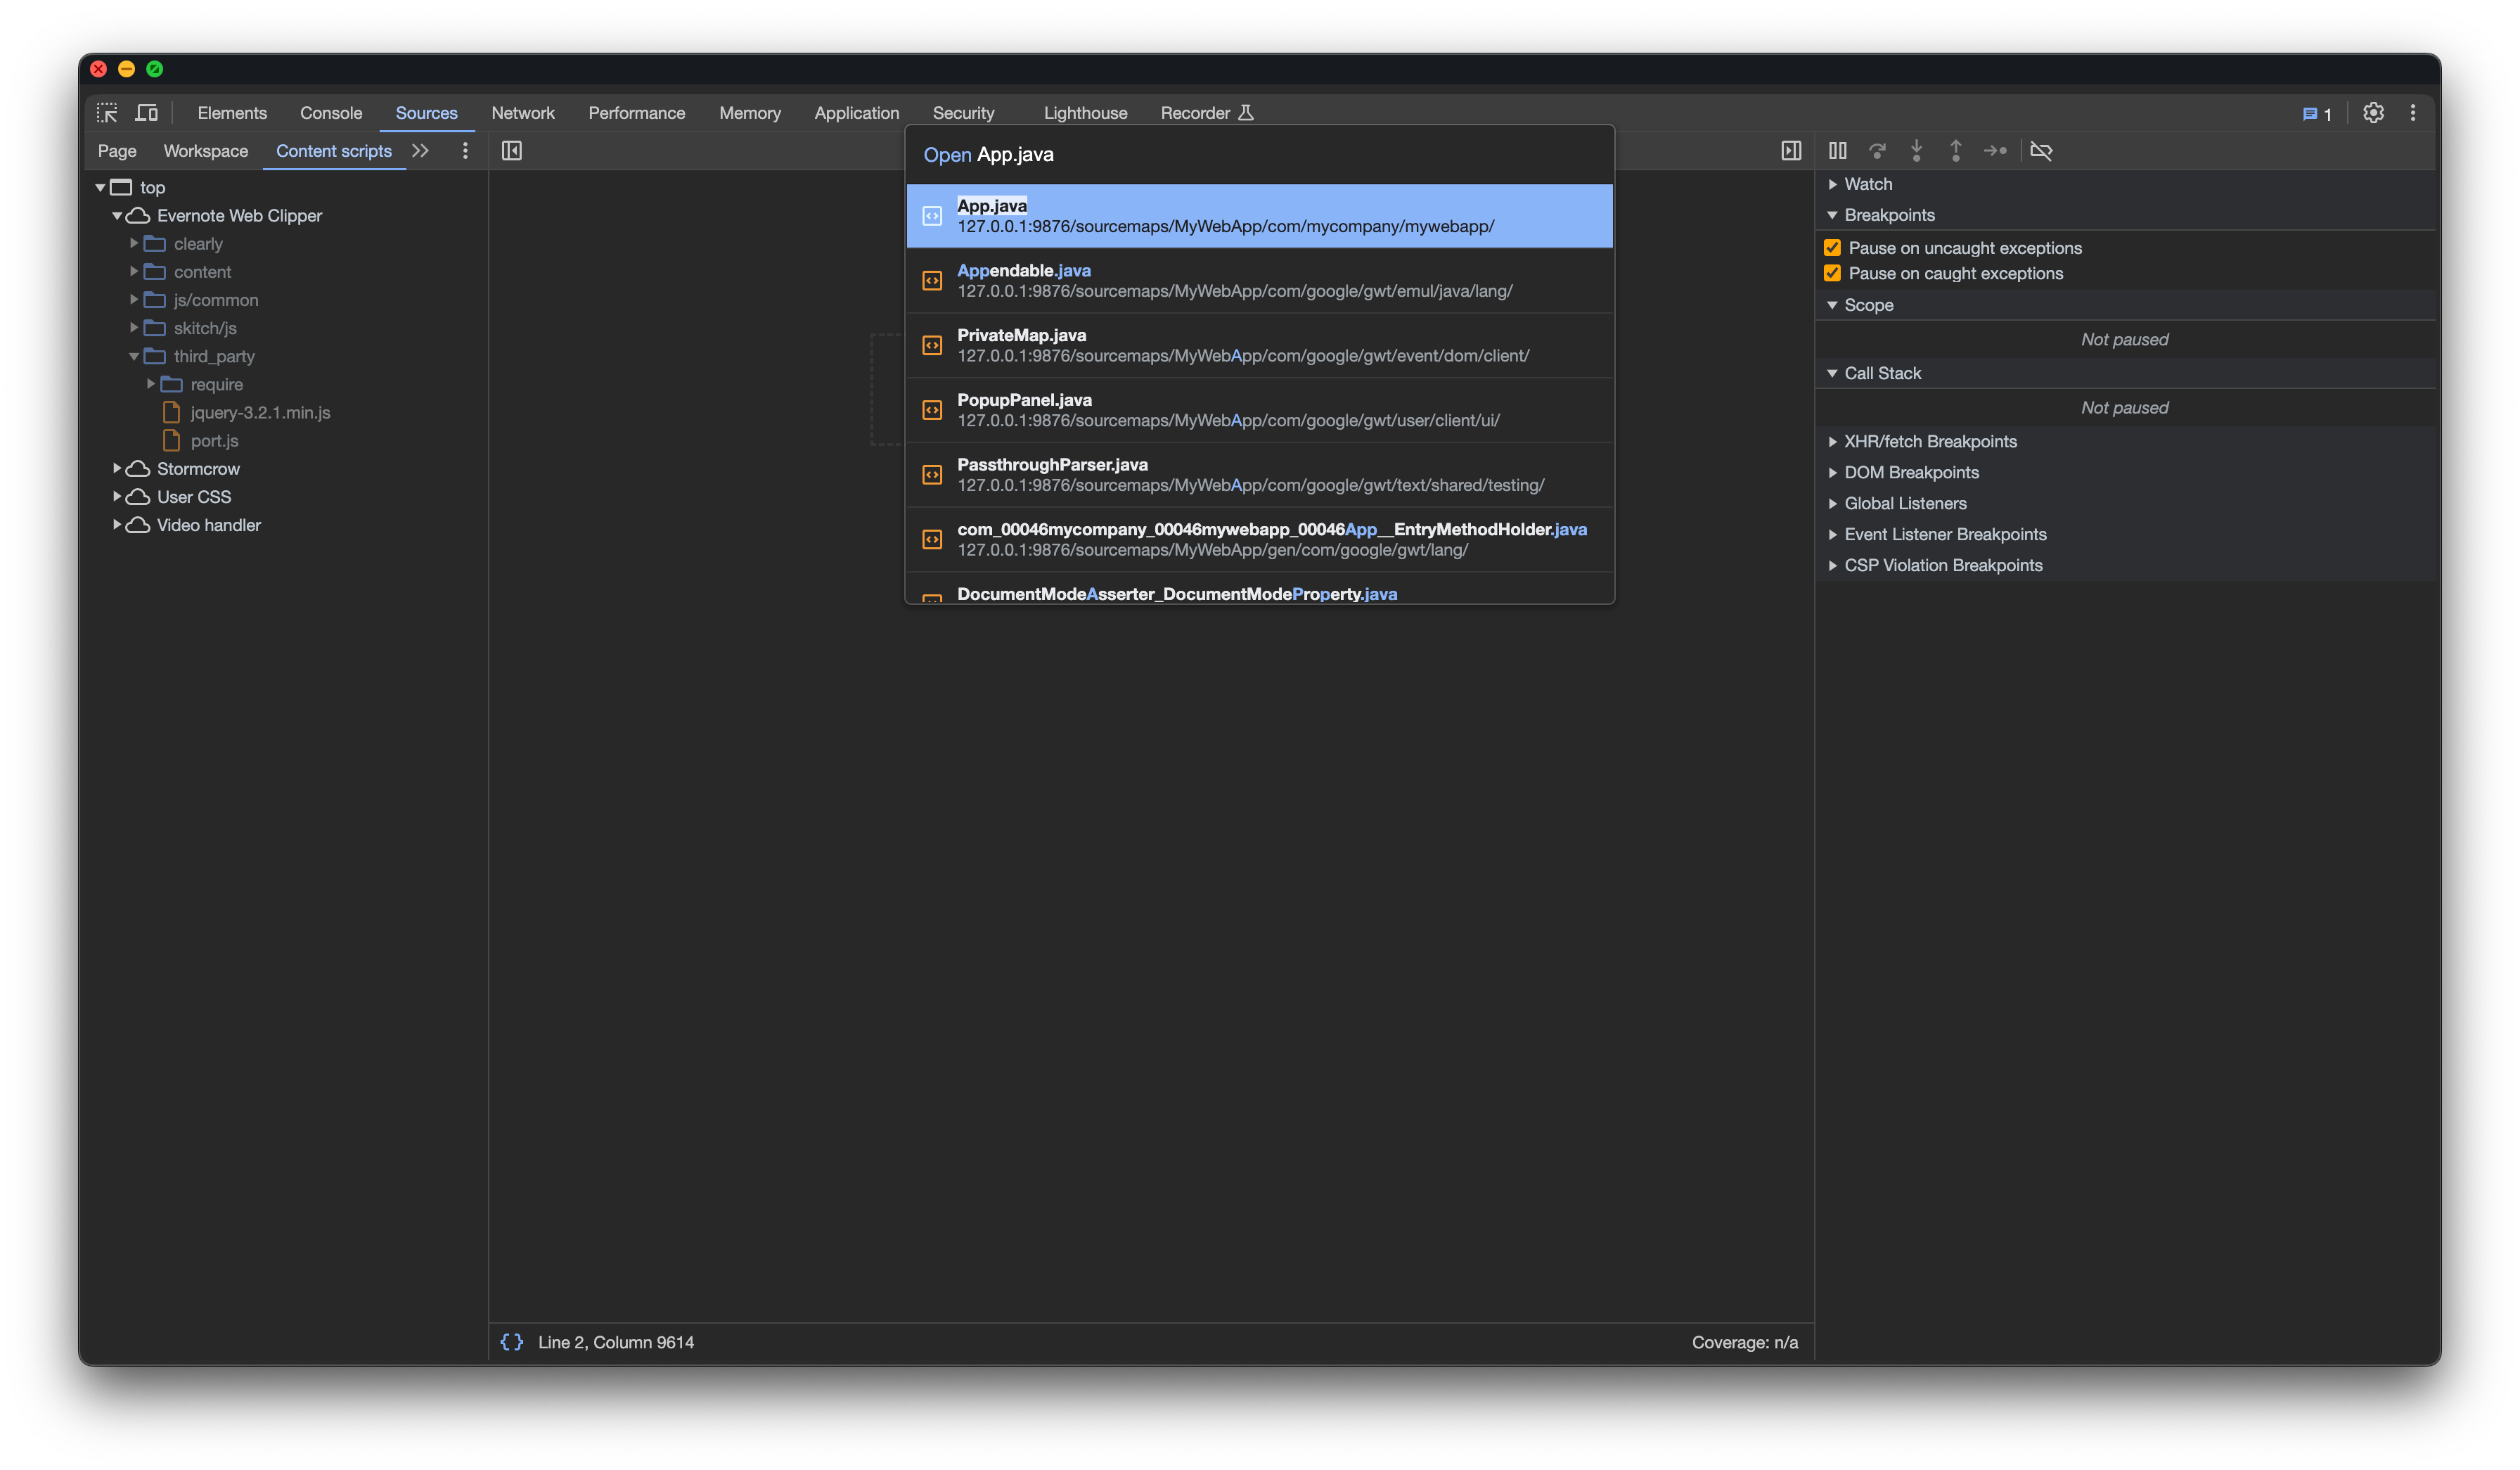 Elements Console Sources Network Performance Memory Application Security Lighthouse Recorder 1
Page Workspace Content scripts
top
Evernote Web Clipper
clearly
content
js/common
skitch/js
third_party
require
jquery-3.2.1.min.js
port.js
Stormcrow
User CSS
Video handler
Open App.java
App.java
127.0.0.1:9876/sourcemaps/MyWebApp/com/mycompany/mywebapp/
Appendable.java
127.0.0.1:9876/sourcemaps/MyWebApp/com/google/gwt/emul/java/lang/
PrivateMap.java
127.0.0.1:9876/sourcemaps/MyWebApp/com/google/gwt/event/dom/client/
PopupPanel.java
127.0.0.1:9876/sourcemaps/MyWebApp/com/google/gwt/user/client/ui/
PassthroughParser.java
127.0.0.1:9876/sourcemaps/MyWebApp/com/google/gwt/text/shared/testing/
com_00046mycompany_00046mywebapp_00046App__EntryMethodHolder.java
127.0.0.1:9876/sourcemaps/MyWebApp/gen/com/google/gwt/lang/
DocumentModeAsserter_DocumentModeProperty.java
Watch
Breakpoints
Pause on uncaught exceptions
Pause on caught exceptions
Scope
Not paused
Call Stack
Not paused
XHR/fetch Breakpoints
DOM Breakpoints
Global Listeners
Event Listener Breakpoints
CSP Violation Breakpoints
{ } Line 2, Column 9614
Coverage: n/a